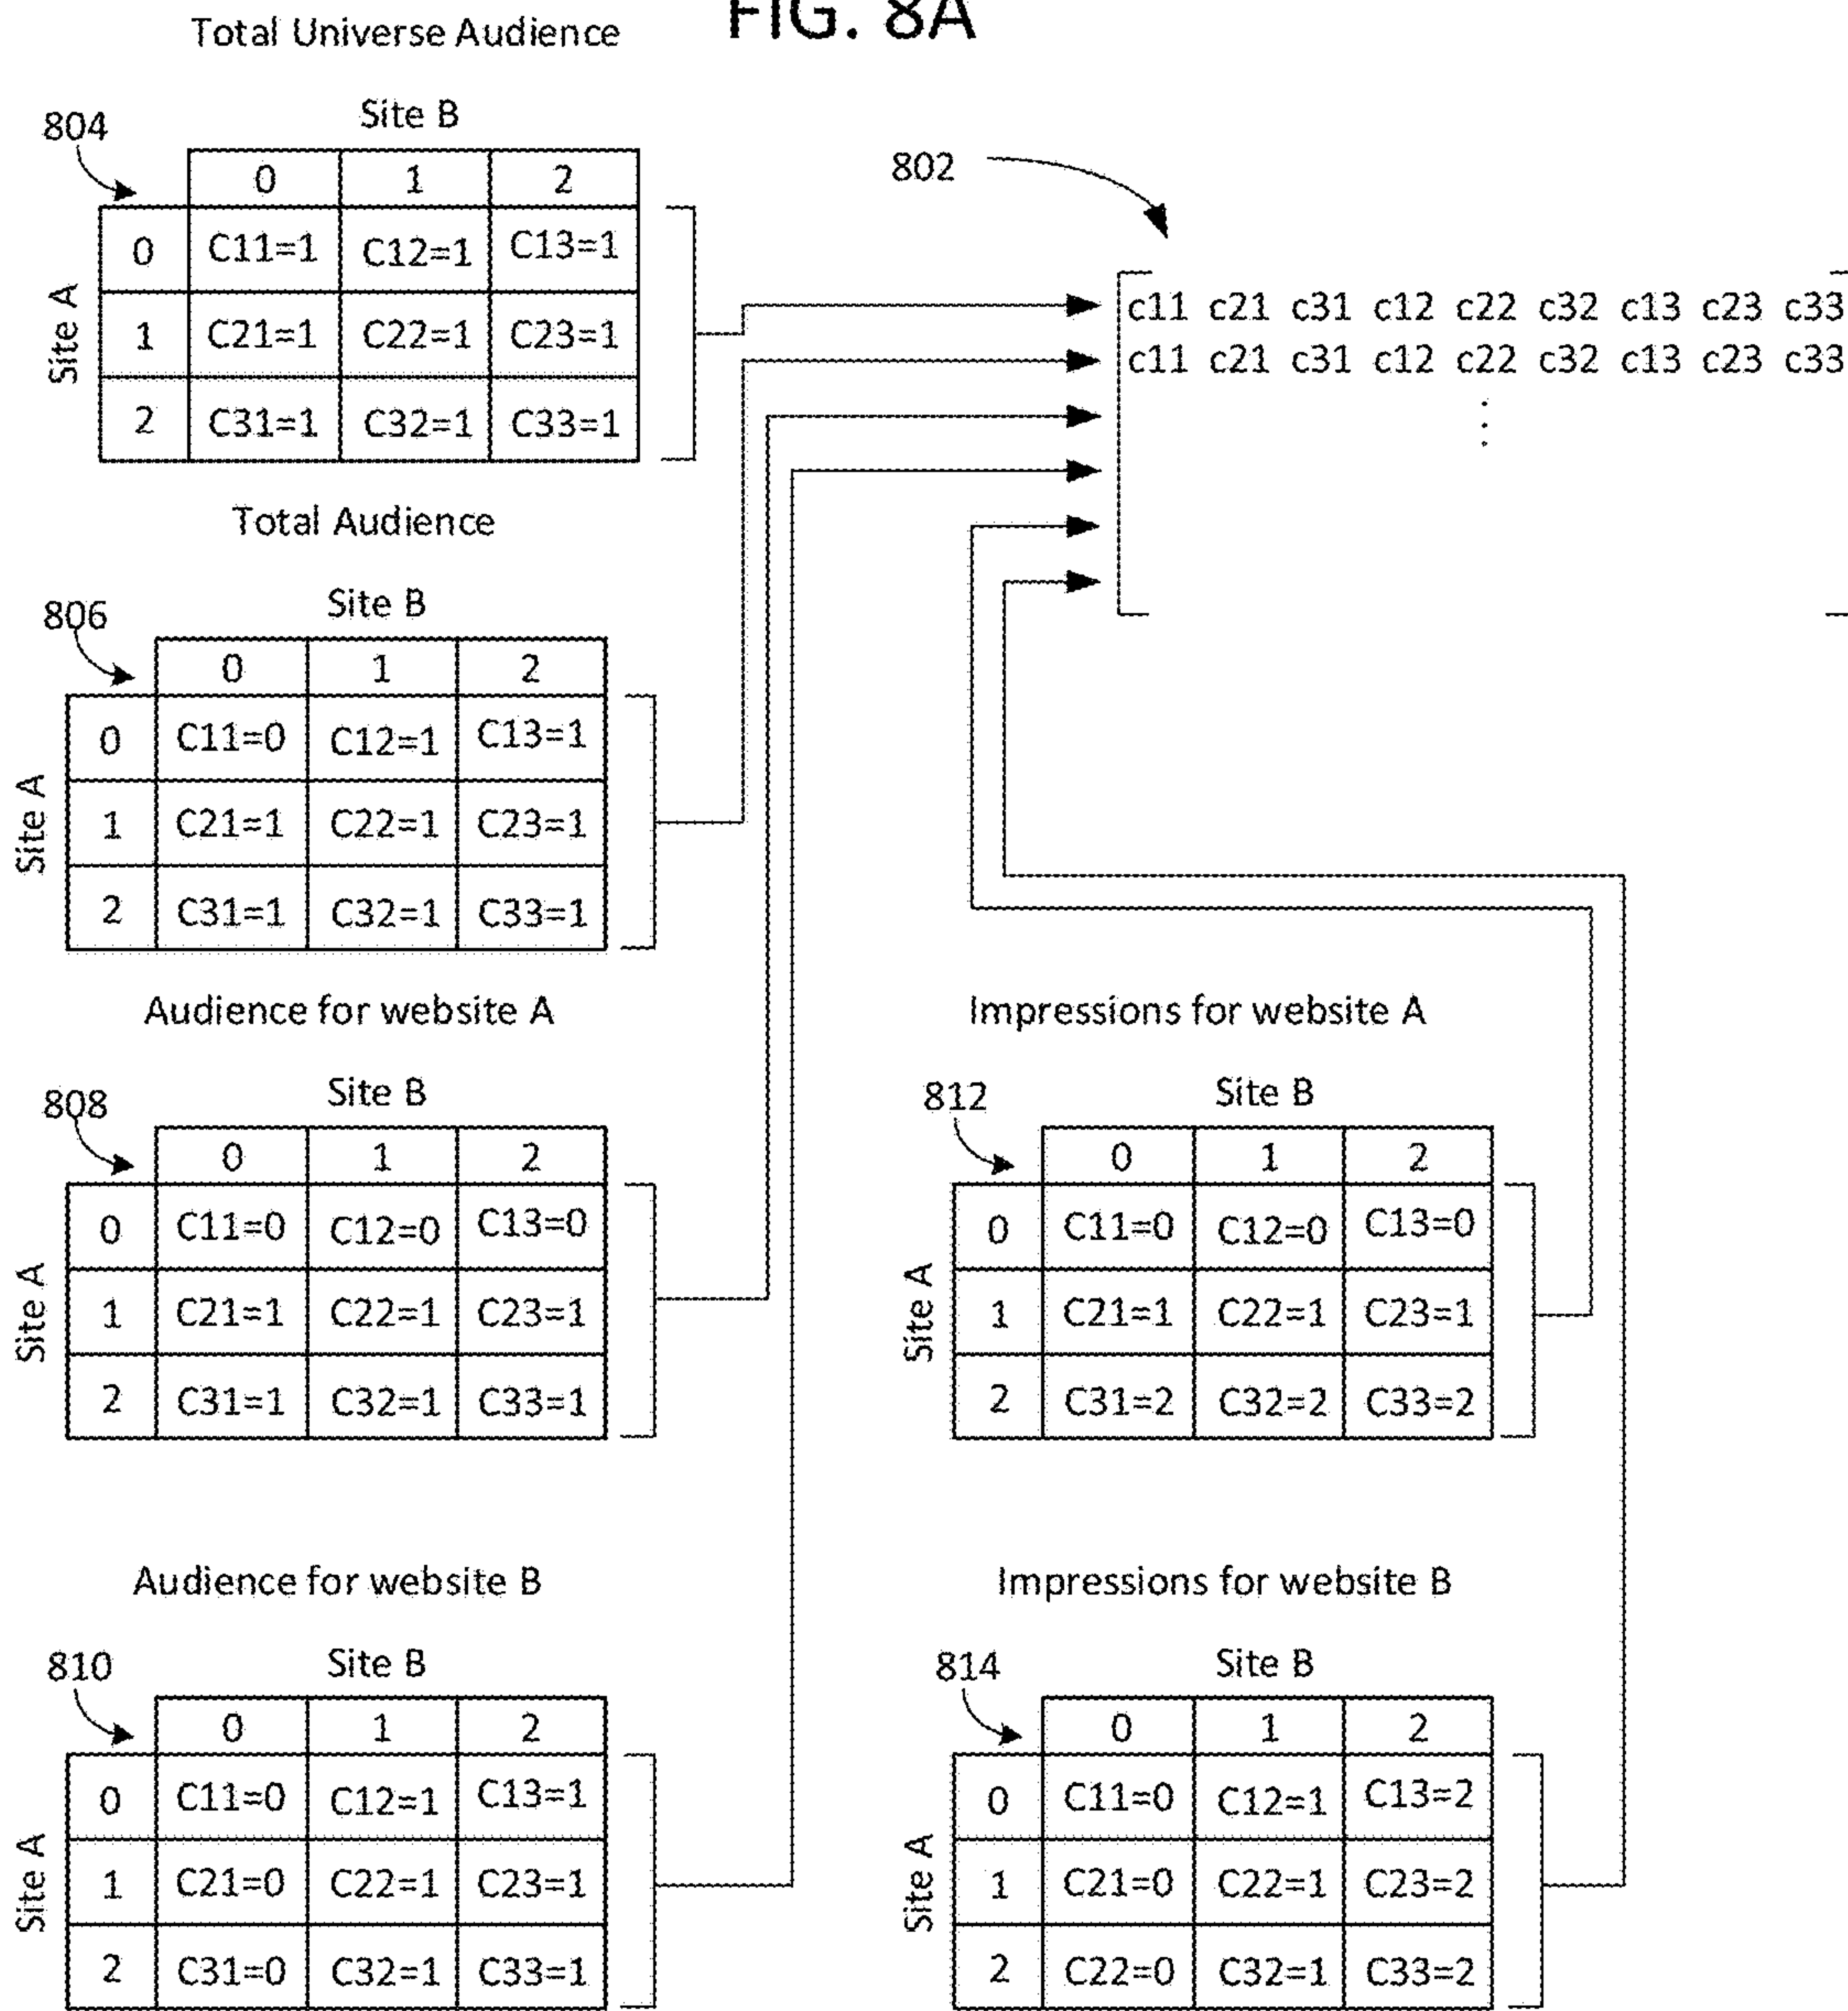 FIG. 8A
Total Universe Audience
Site B
804
0 1 2
Site A
0 C11=1 C12=1 C13=1
1 C21=1 C22=1 C23=1
2 C31=1 C32=1 C33=1
802
c11 c21 c31 c12 c22 c32 c13 c23 c33
c11 c21 c31 c12 c22 c32 c13 c23 c33
⋮
Total Audience
Site B
806
0 1 2
Site A
0 C11=0 C12=1 C13=1
1 C21=1 C22=1 C23=1
2 C31=1 C32=1 C33=1
Audience for website A
Site B
808
0 1 2
Site A
0 C11=0 C12=0 C13=0
1 C21=1 C22=1 C23=1
2 C31=1 C32=1 C33=1
Impressions for website A
Site B
812
0 1 2
Site A
0 C11=0 C12=0 C13=0
1 C21=1 C22=1 C23=1
2 C31=2 C32=2 C33=2
Audience for website B
Site B
810
0 1 2
Site A
0 C11=0 C12=1 C13=1
1 C21=0 C22=1 C23=1
2 C31=0 C32=1 C33=1
Impressions for website B
Site B
814
0 1 2
Site A
0 C11=0 C12=1 C13=2
1 C21=0 C22=1 C23=2
2 C22=0 C32=1 C33=2